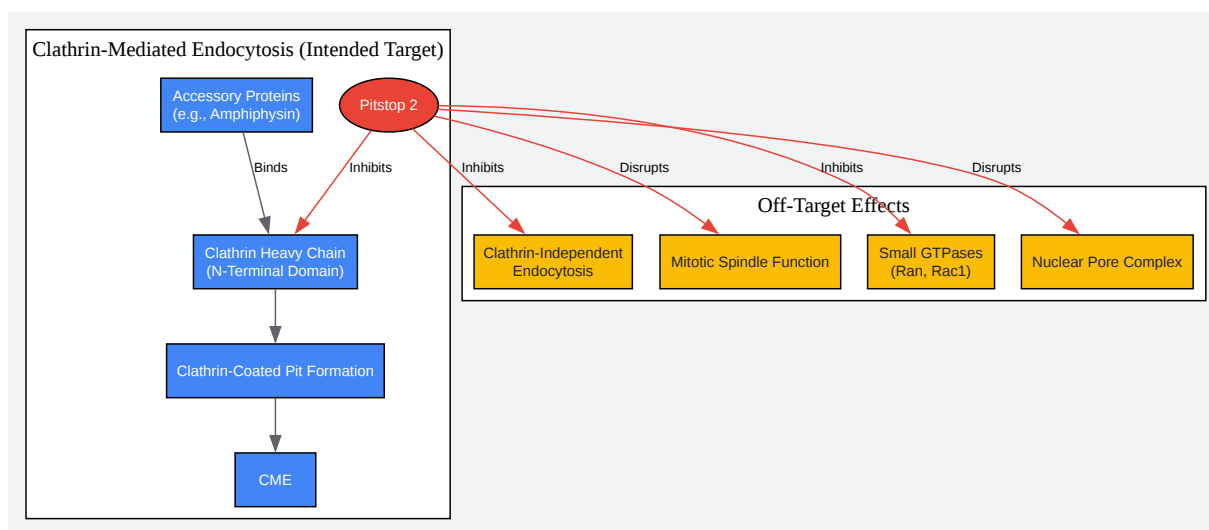 Clathrin-Mediated Endocytosis (Intended Target)
Accessory Proteins
(e.g., Amphiphysin)
Pitstop 2
Binds
Inhibits
Inhibits
Disrupts
Inhibits
Disrupts
Off-Target Effects
Clathrin Heavy Chain
(N-Terminal Domain)
Clathrin-Independent
Endocytosis
Mitotic Spindle Function
Small GTPases
(Ran, Rac1)
Nuclear Pore Complex
Clathrin-Coated Pit Formation
CME